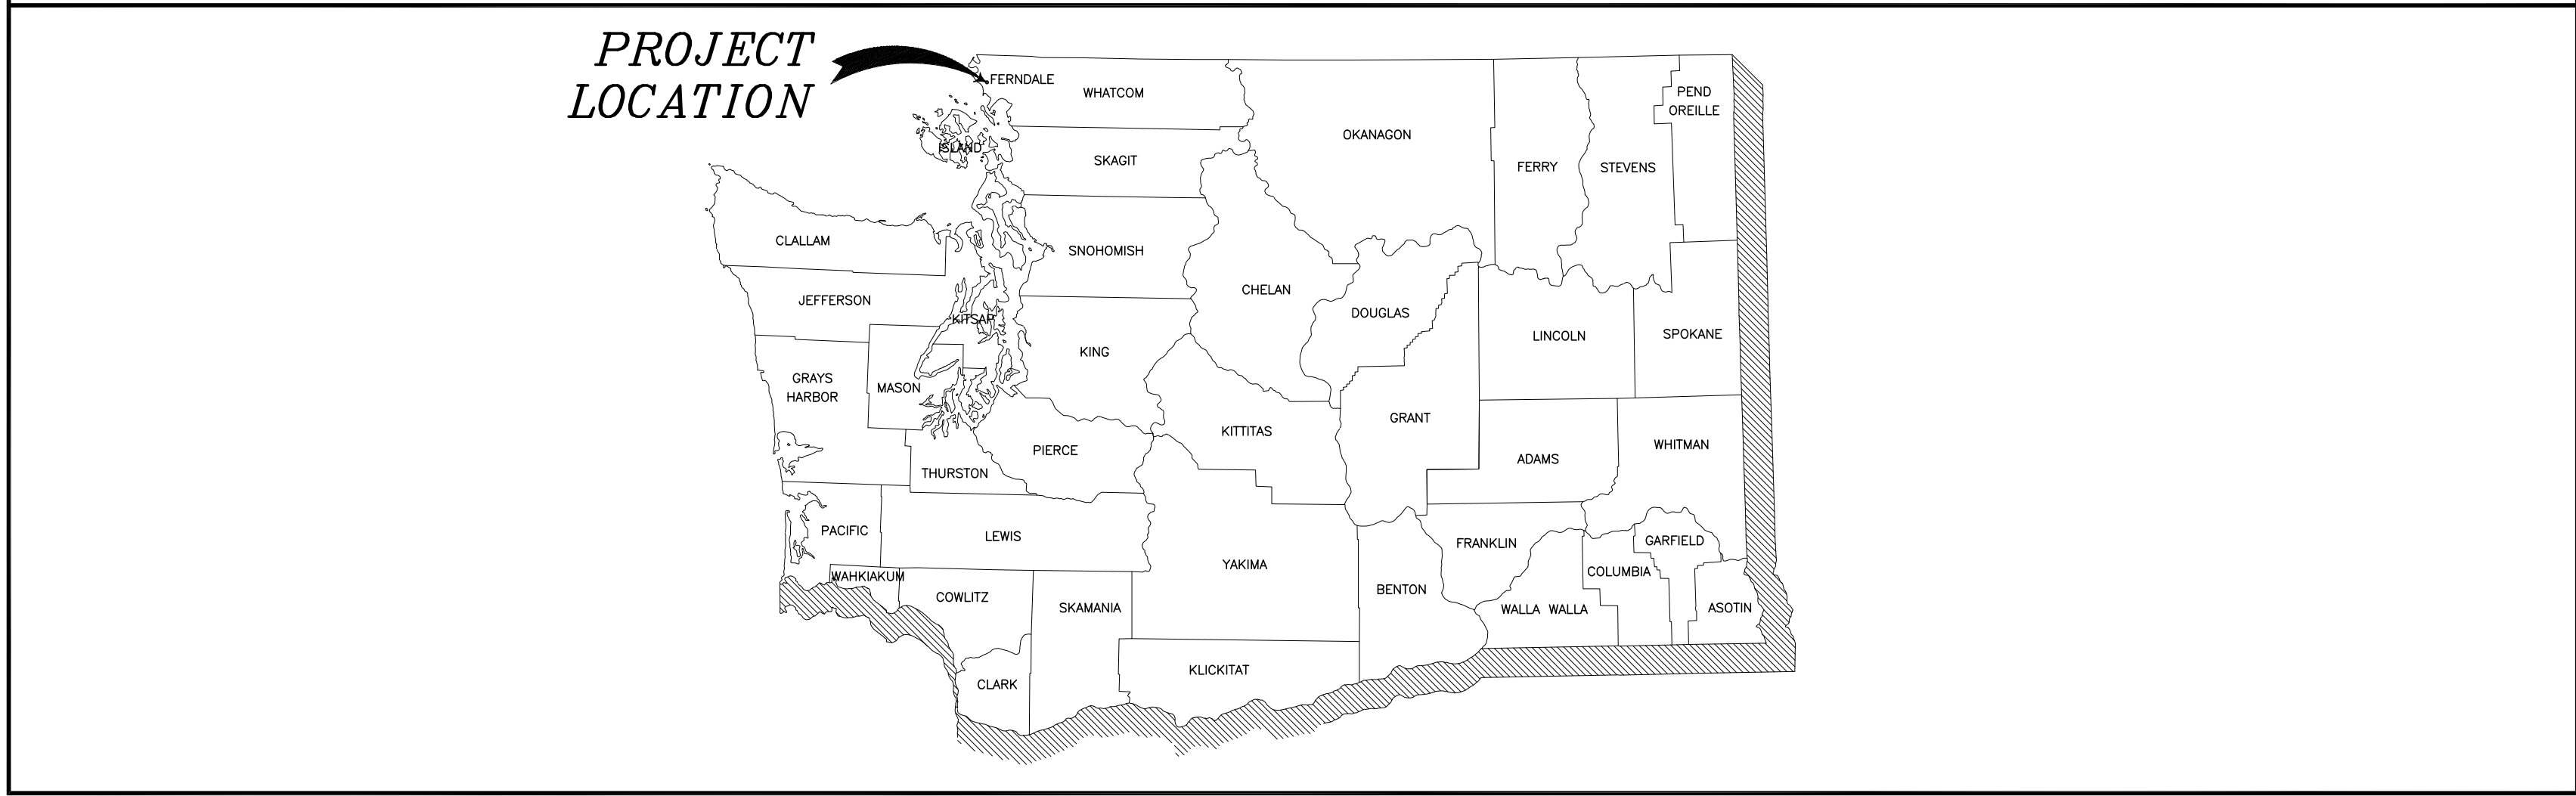 PROJECT
LOCATION
FERNDALE
WHATCOM
PEND
OREILLE
OKANAGON
ISLAND
SKAGIT
FERRY
STEVENS
CLALLAM
SNOHOMISH
CHELAN
JEFFERSON
DOUGLAS
KITSAP
LINCOLN
SPOKANE
KING
GRAYS
HARBOR
MASON
GRANT
KITTITAS
WHITMAN
PIERCE
ADAMS
THURSTON
PACIFIC
LEWIS
FRANKLIN
GARFIELD
YAKIMA
COLUMBIA
WAHKIAKUM
BENTON
COWLITZ
SKAMANIA
WALLA WALLA
ASOTIN
KLICKITAT
CLARK